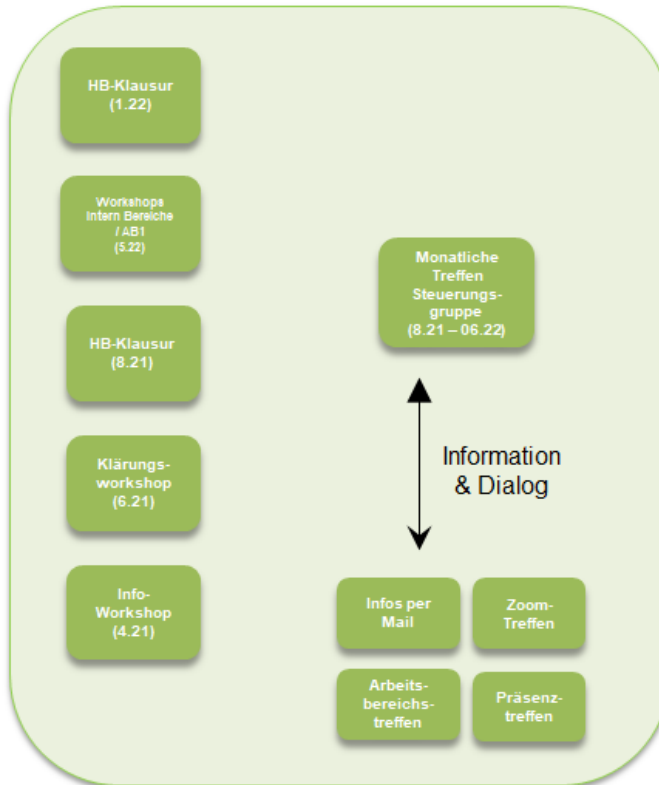 HB-Klausur
(1.22)
Workshops
Intern Bereiche
/ AB1
(5.22)
HB-Klausur
(8.21)
Klärungs-
workshop
(6.21)
Info-
Workshop
(4.21)
Monatliche
Treffen
Steuerungs-
gruppe
(8.21 – 06.22)
Information
& Dialog
Infos per
Mail
Zoom-
Treffen
Arbeits-
bereichs-
treffen
Präsenz-
treffen